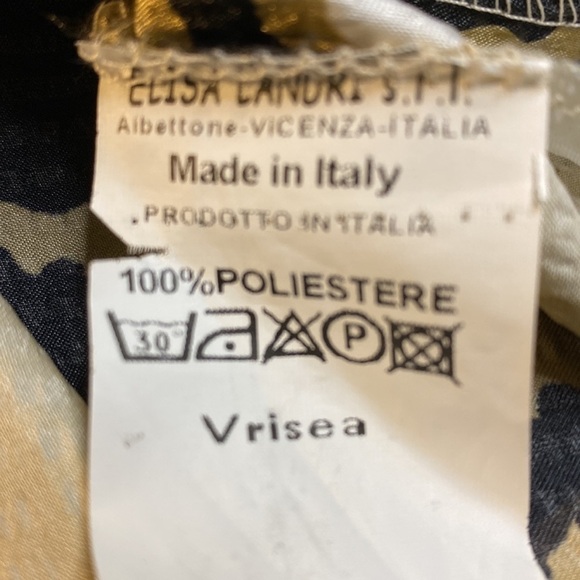 ELISA LANDRI S.r.l.
Albettone-VICENZA-ITALIA
Made in Italy
.PRODOTTO IN ITALIA
100%POLIESTERE
30° P
Vrisea